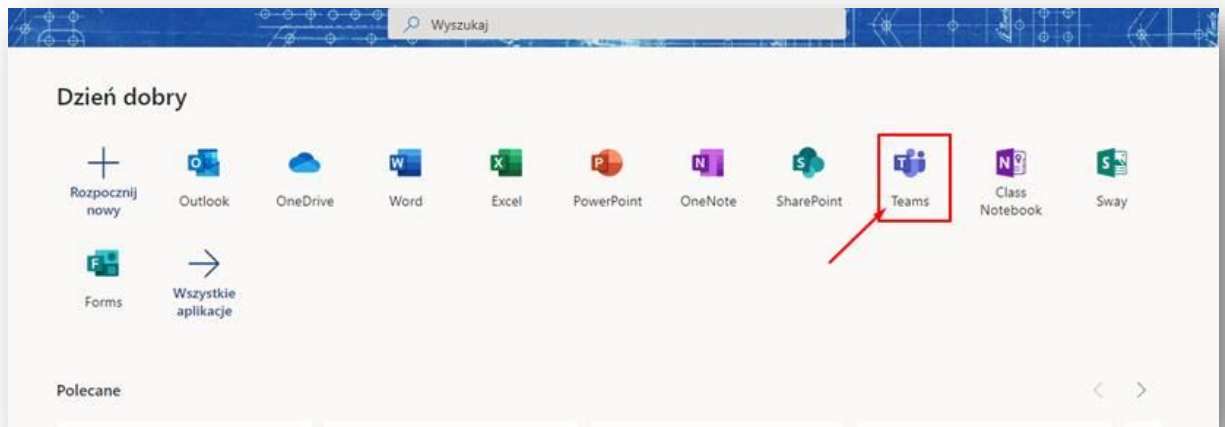 Wyszukaj
Dzień dobry
Rozpocznij
nowy
Outlook
OneDrive
Word
Excel
PowerPoint
OneNote
SharePoint
Teams
Class
Notebook
Sway
Forms
Wszystkie
aplikacje
Polecane